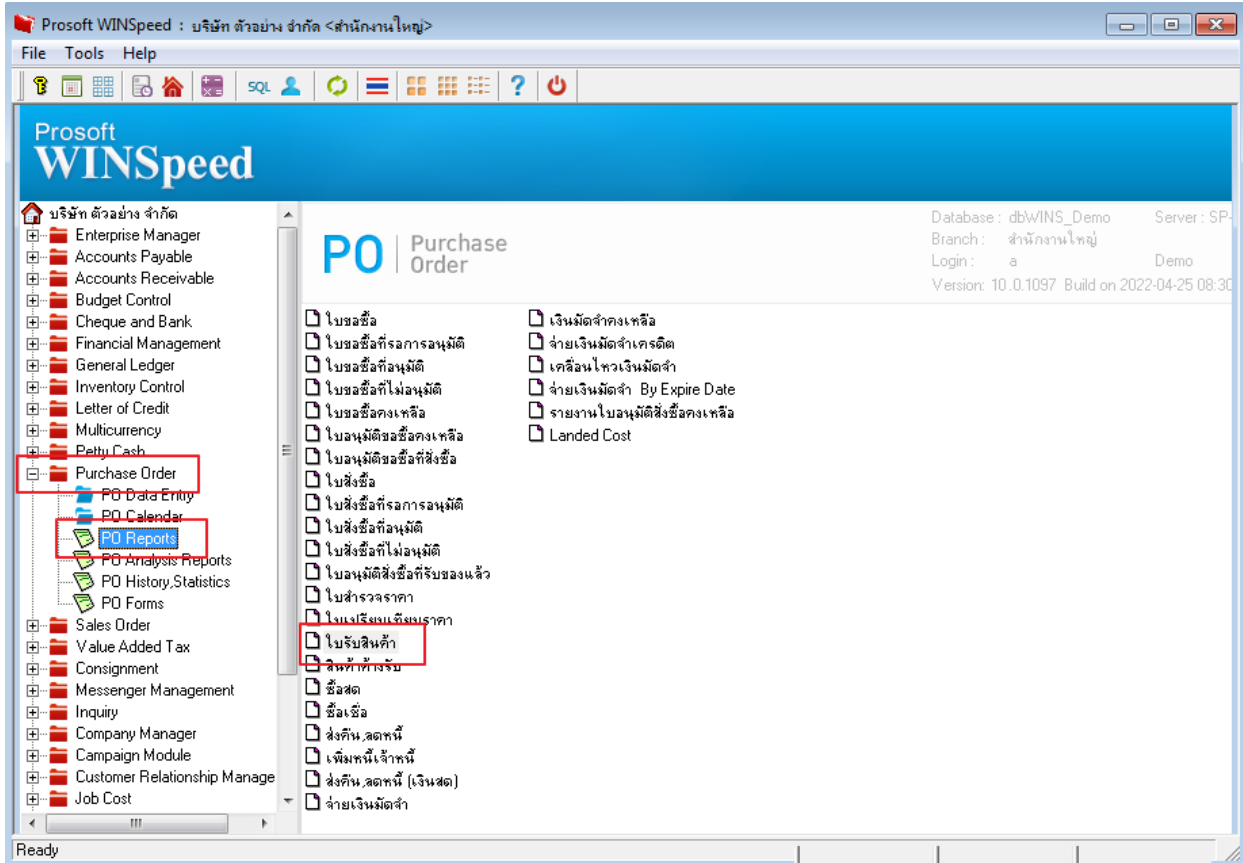 Prosoft WINSpeed : บริษัท ตัวอย่าง จำกัด <สำนักงานใหญ่>
File Tools Help
SQL
Prosoft
WINSpeed
บริษัท ตัวอย่าง จำกัด
Enterprise Manager
Accounts Payable
Accounts Receivable
Budget Control
Cheque and Bank
Financial Management
General Ledger
Inventory Control
Letter of Credit
Multicurrency
Petty Cash
Purchase Order
PO Data Entry
PO Calendar
PO Reports
PO Analysis Reports
PO History,Statistics
PO Forms
Sales Order
Value Added Tax
Consignment
Messenger Management
Inquiry
Company Manager
Campaign Module
Customer Relationship Manage
Job Cost
PO Purchase
Order
Database : dbWINS_Demo Server : SP-
Branch : สำนักงานใหญ่
Login : a Demo
Version: 10.0.1097 Build on 2022-04-25 08:30
ใบขอซื้อ
ใบขอซื้อที่รอการอนุมัติ
ใบขอซื้อที่อนุมัติ
ใบขอซื้อที่ไม่อนุมัติ
ใบขอซื้อคงเหลือ
ใบอนุมัติขอซื้อคงเหลือ
ใบอนุมัติขอซื้อที่สั่งซื้อ
ใบสั่งซื้อ
ใบสั่งซื้อที่รอการอนุมัติ
ใบสั่งซื้อที่อนุมัติ
ใบสั่งซื้อที่ไม่อนุมัติ
ใบอนุมัติสั่งซื้อที่รับของแล้ว
ใบสำรวจราคา
ใบเปรียบเทียบราคา
ใบรับสินค้า
สินค้าค้างรับ
ซื้อสด
ซื้อเชื่อ
ส่งคืน,ลดหนี้
เพิ่มหนี้เจ้าหนี้
ส่งคืน,ลดหนี้ (เงินสด)
จ่ายเงินมัดจำ
เงินมัดจำคงเหลือ
จ่ายเงินมัดจำเครดิต
เคลื่อนไหวเงินมัดจำ
จ่ายเงินมัดจำ By Expire Date
รายงานใบอนุมัติสั่งซื้อคงเหลือ
Landed Cost
Ready